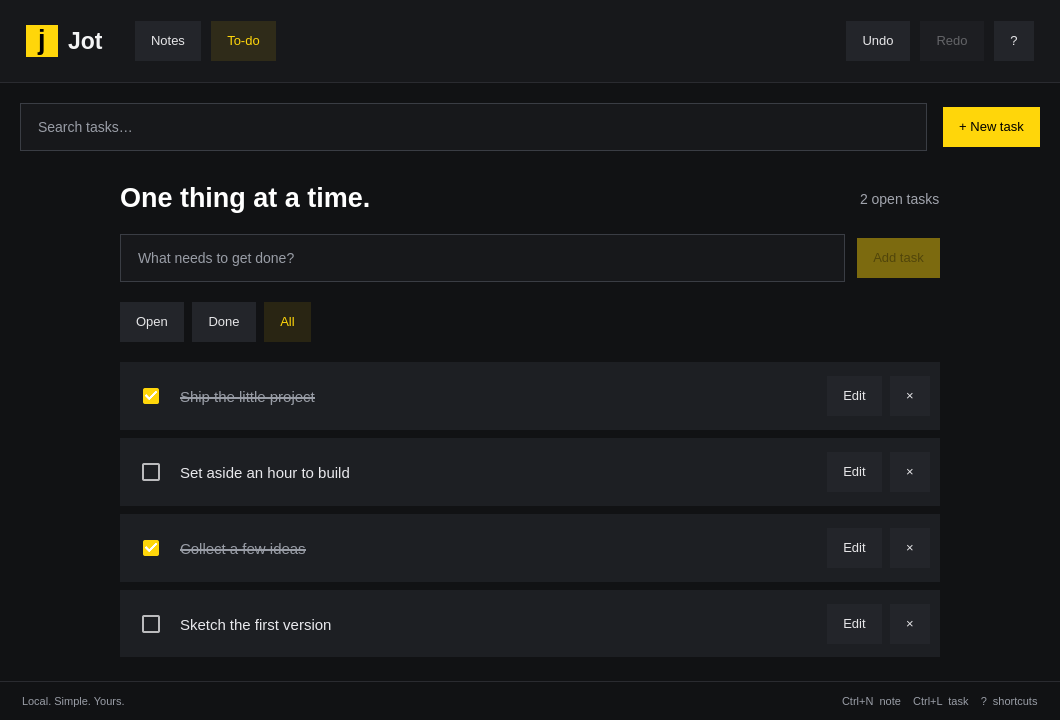 j Jot Notes To-do Undo Redo ?
Search tasks… + New task
One thing at a time. 2 open tasks
What needs to get done? Add task
Open Done All
Ship the little project Edit ×
Set aside an hour to build Edit ×
Collect a few ideas Edit ×
Sketch the first version Edit ×
Local. Simple. Yours. Ctrl+N note Ctrl+L task ? shortcuts